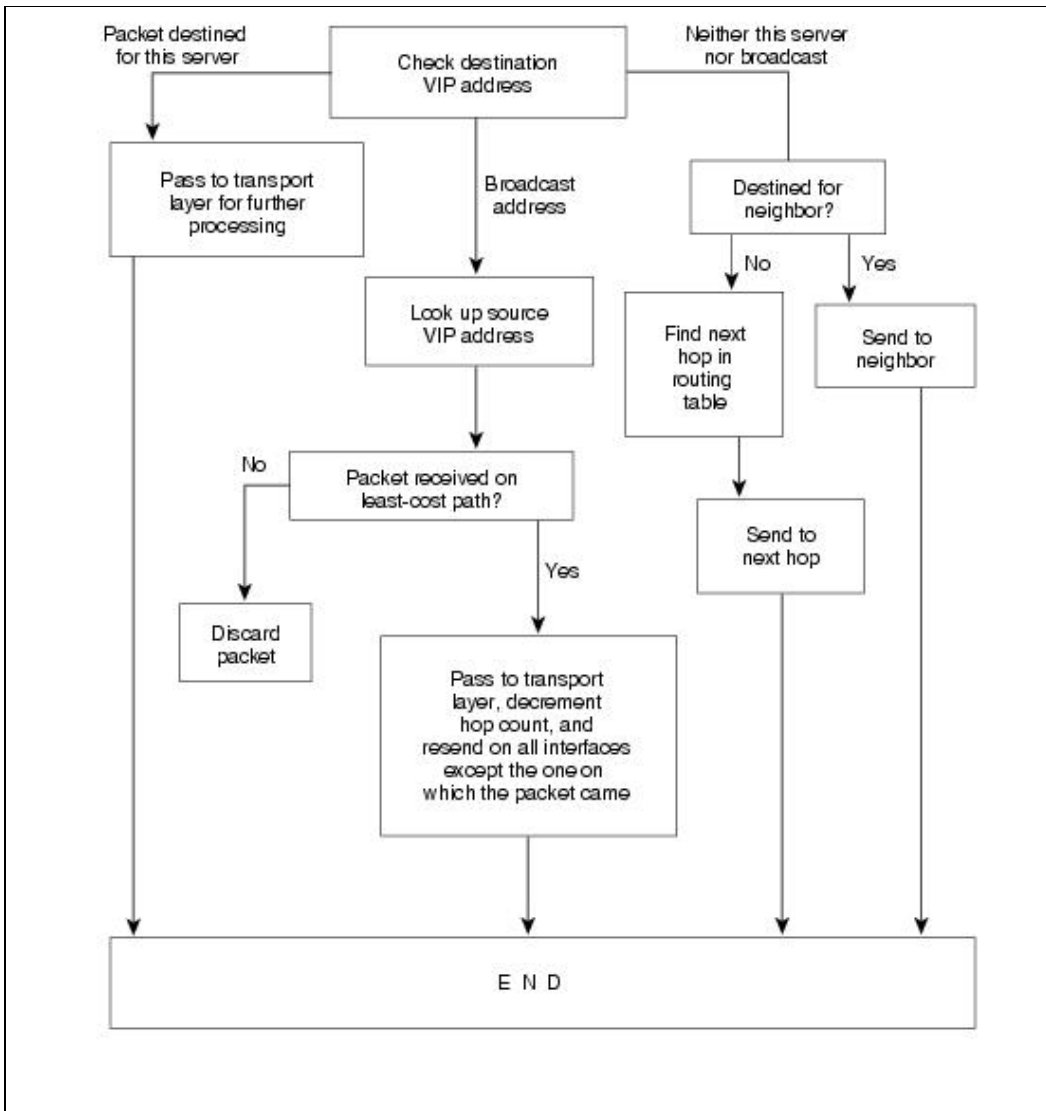 Packet destined
for this server
Check destination
VIP address
Neither this server
nor broadcast
Pass to transport
layer for further
processing
Broadcast
address
Destined for
neighbor?
No
Yes
Look up source
VIP address
Find next
hop in
routing
table
Send to
neighbor
No
Packet received on
least-cost path?
Yes
Send to
next hop
Discard
packet
Pass to transport
layer, decrement
hop count, and
resend on all interfaces
except the one on
which the packet came
E N D